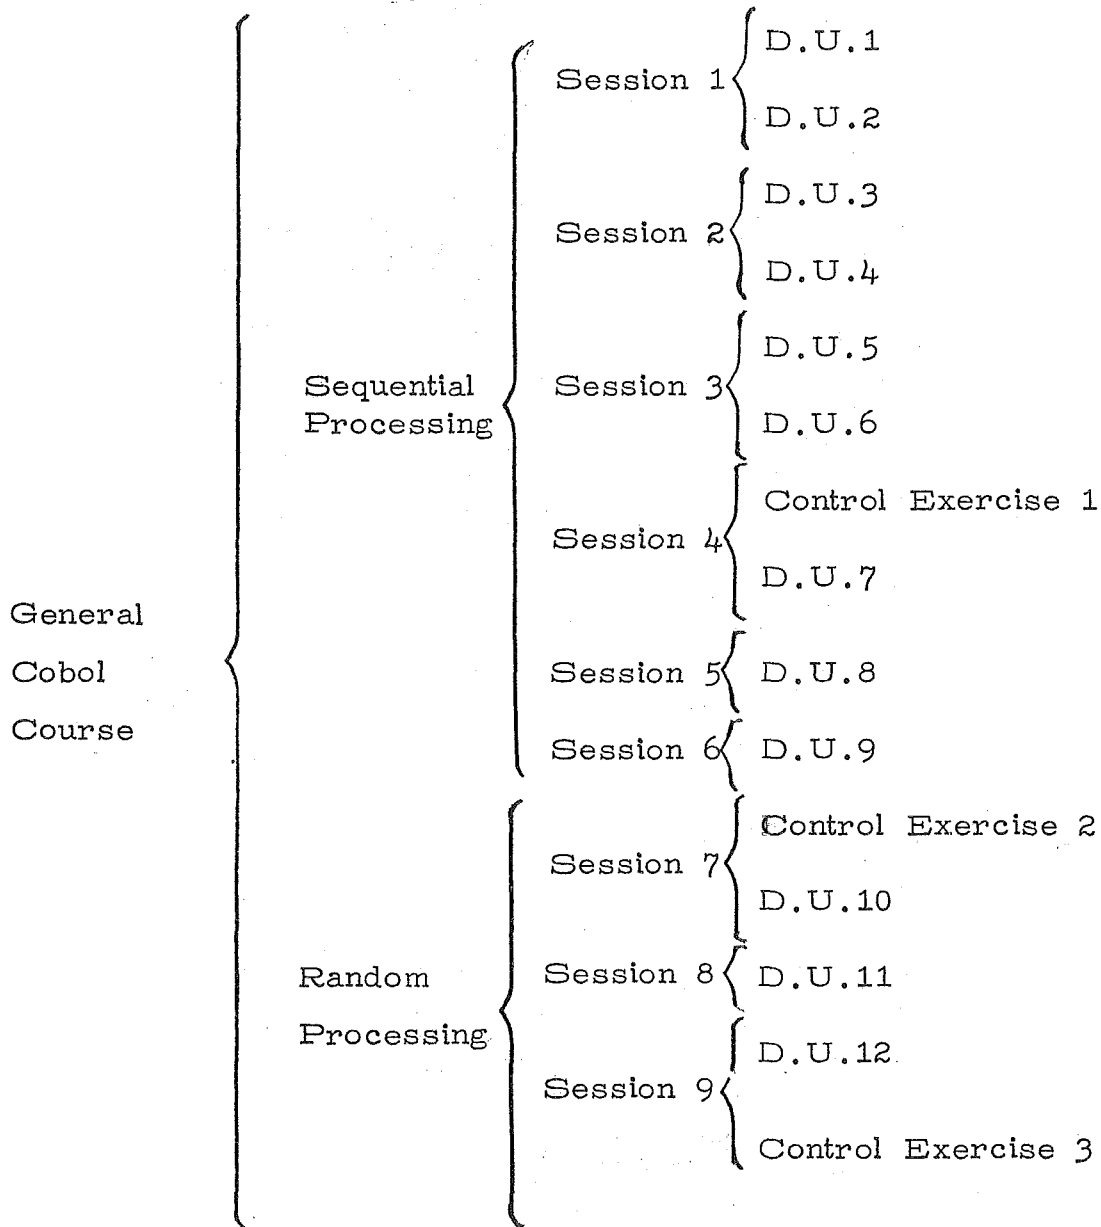 General
Cobol
Course
Sequential
Processing
Session 1
D.U.1
D.U.2
Session 2
D.U.3
D.U.4
Session 3
D.U.5
D.U.6
Session 4
Control Exercise 1
D.U.7
Session 5
D.U.8
Session 6
D.U.9
Random
Processing
Session 7
Control Exercise 2
D.U.10
Session 8
D.U.11
Session 9
D.U.12
Control Exercise 3